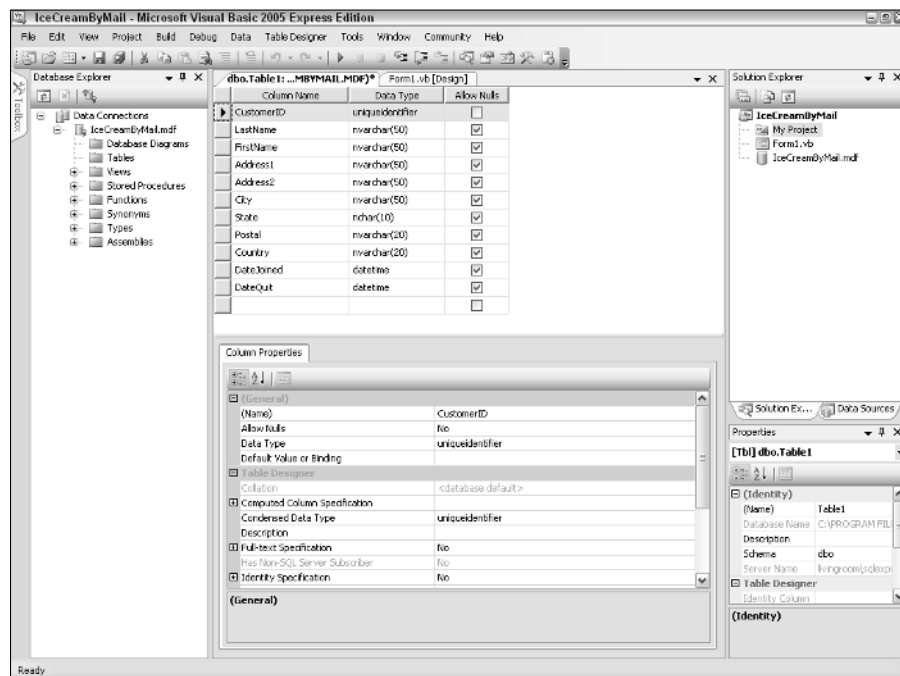 IceCreamByMail - Microsoft Visual Basic 2005 Express Edition
File Edit View Project Build Debug Data Table Designer Tools Window Community Help
Toolbox
Database Explorer
Data Connections
IceCreamByMail.mdf
Database Diagrams
Tables
Views
Stored Procedures
Functions
Synonyms
Types
Assemblies
dbo.Table1: ...MBYMAIL.MDF)* Form1.vb [Design]
Column Name Data Type Allow Nulls
CustomerID uniqueidentifier
LastName nvarchar(50)
FirstName nvarchar(50)
Address1 nvarchar(50)
Address2 nvarchar(50)
City nvarchar(50)
State nchar(10)
Postal nvarchar(20)
Country nvarchar(20)
DateJoined datetime
DateQuit datetime
Column Properties
(General)
(Name) CustomerID
Allow Nulls No
Data Type uniqueidentifier
Default Value or Binding
Table Designer
Collation <database default>
Computed Column Specification
Condensed Data Type uniqueidentifier
Description
Full-text Specification No
Has Non-SQL Server Subscriber No
Identity Specification No
(General)
Solution Explorer
IceCreamByMail
My Project
Form1.vb
IceCreamByMail.mdf
Solution Ex... Data Sources
Properties
[Tbl] dbo.Table1
(Identity)
(Name) Table1
Database Name C:\PROGRAM FIL
Description
Schema dbo
Server Name livingroom\sqlexp
Table Designer
Identity Column
(Identity)
Ready